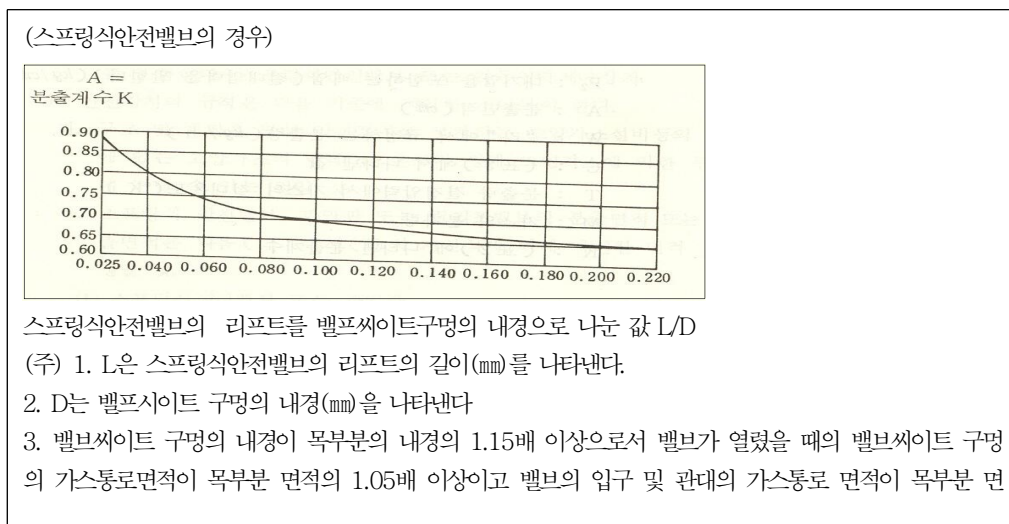 (스프링식안전밸브의 경우)
A =
분출계수 K
0.90
0.85
0.80
0.75
0.70
0.65
0.60
0.025 0.040 0.060 0.080 0.100 0.120 0.140 0.160 0.180 0.200 0.220
스프링식안전밸브의 리프트를 밸프씨이트구멍의 내경으로 나눈 값 L/D
(주) 1. L은 스프링식안전밸브의 리프트의 길이(㎜)를 나타낸다.
2. D는 밸프시이트 구멍의 내경(㎜)을 나타낸다
3. 밸브씨이트 구멍의 내경이 목부분의 내경의 1.15배 이상으로서 밸브가 열렸을 때의 밸브씨이트 구멍
의 가스통로면적이 목부분 면적의 1.05배 이상이고 밸브의 입구 및 관대의 가스통로 면적이 목부분 면